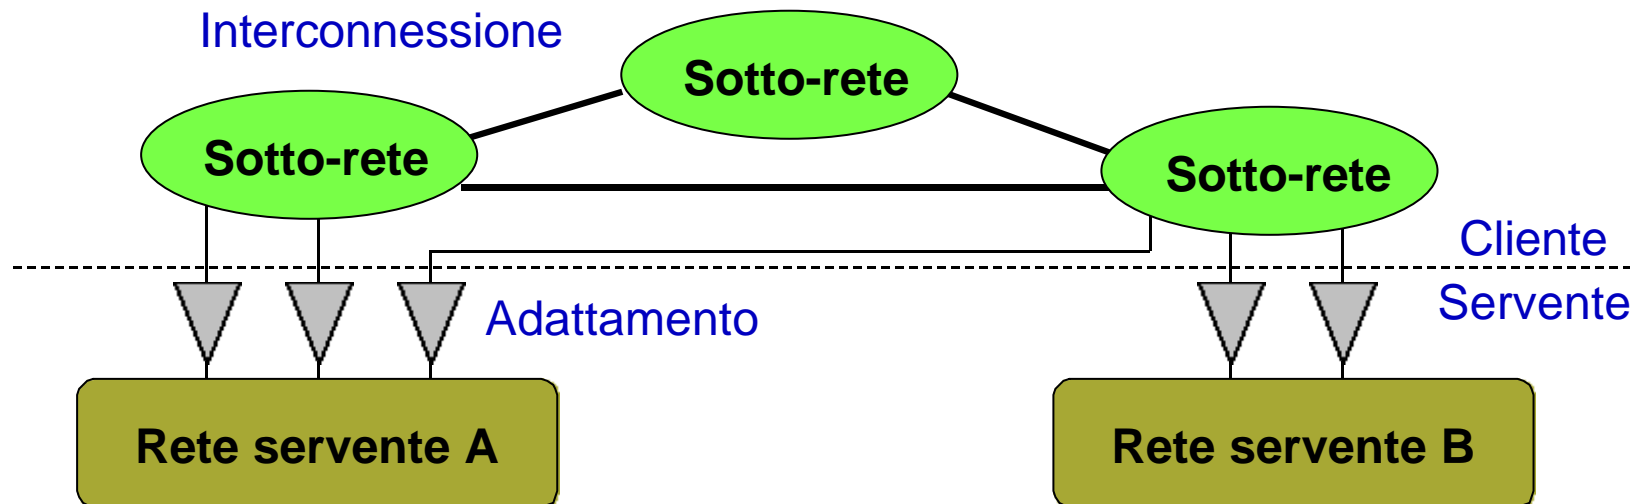 Interconnessione
Sotto-rete
Sotto-rete
Sotto-rete
Cliente
Servente
Adattamento
Rete servente A
Rete servente B